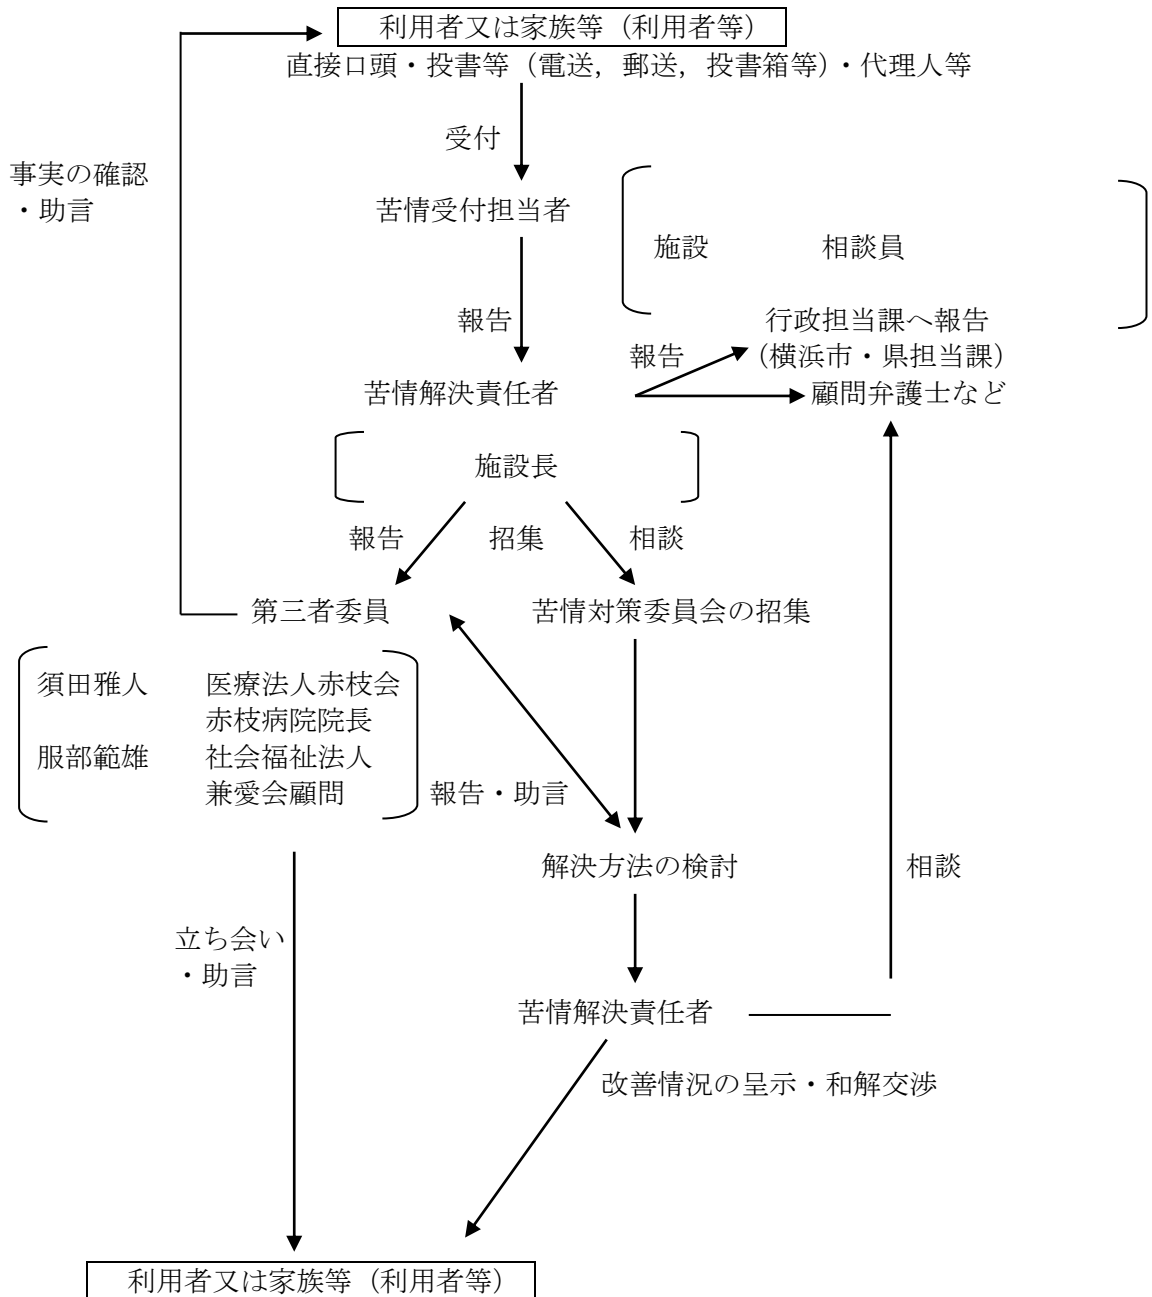 利用者又は家族等（利用者等）
直接口頭・投書等（電送，郵送，投書箱等）・代理人等
受付
事実の確認
・助言
苦情受付担当者
施設　相談員
報告
行政担当課へ報告
報告
（横浜市・県担当課）
苦情解決責任者
顧問弁護士など
施設長
報告　招集　相談
第三者委員
苦情対策委員会の招集
須田雅人　医療法人赤枝会
赤枝病院院長
服部範雄　社会福祉法人
兼愛会顧問
報告・助言
解決方法の検討
相談
立ち会い
・助言
苦情解決責任者
改善情況の呈示・和解交渉
利用者又は家族等（利用者等）